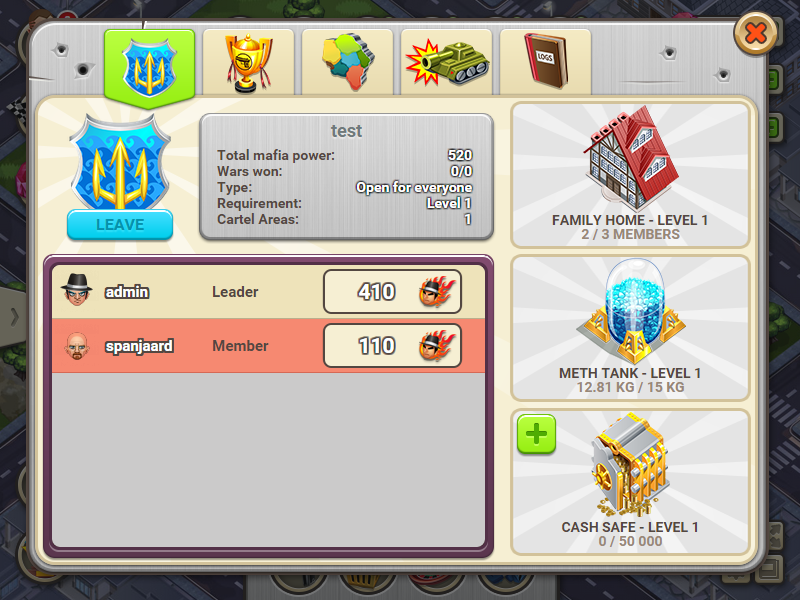 LOGS
LEAVE
test
Total mafia power: 520
Wars won: 0/0
Type: Open for everyone
Requirement: Level 1
Cartel Areas: 1
admin Leader 410
spanjaard Member 110
FAMILY HOME - LEVEL 1
2 / 3 MEMBERS
METH TANK - LEVEL 1
12.81 KG / 15 KG
CASH SAFE - LEVEL 1
0 / 50 000